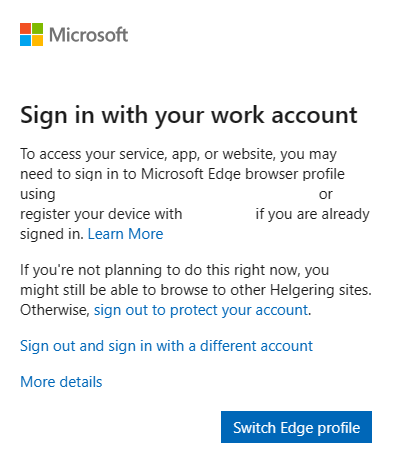 Microsoft
Sign in with your work account
To access your service, app, or website, you may
need to sign in to Microsoft Edge browser profile
using or
register your device with if you are already
signed in. Learn More
If you're not planning to do this right now, you
might still be able to browse to other Helgering sites.
Otherwise, sign out to protect your account.
Sign out and sign in with a different account
More details
Switch Edge profile